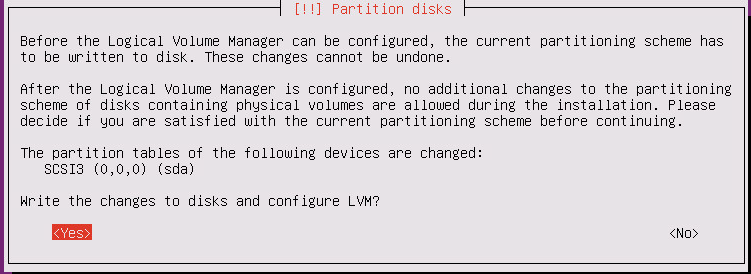 [!!] Partition disks
Before the Logical Volume Manager can be configured, the current partitioning scheme has
to be written to disk. These changes cannot be undone.
After the Logical Volume Manager is configured, no additional changes to the partitioning
scheme of disks containing physical volumes are allowed during the installation. Please
decide if you are satisfied with the current partitioning scheme before continuing.
The partition tables of the following devices are changed:
SCSI3 (0,0,0) (sda)
Write the changes to disks and configure LVM?
<Yes> <No>